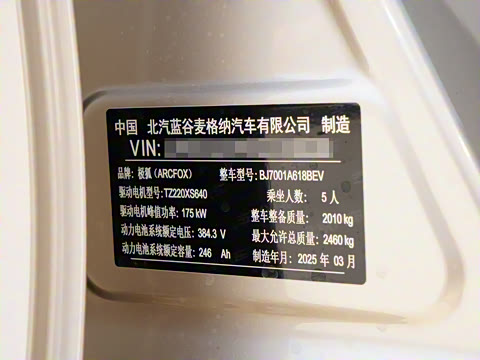 中国 北汽蓝谷麦格纳汽车有限公司 制造
VIN:
品牌: 极狐 (ARCFOX) 整车型号: BJ7001A618BEV
驱动电机型号: TZ220XS640 乘坐人数: 5 人
驱动电机峰值功率: 175 kW 整车整备质量: 2010 kg
动力电池系统额定电压: 384.3 V 最大允许总质量: 2460 kg
动力电池系统额定容量: 246 Ah 制造年月: 2025 年 03 月